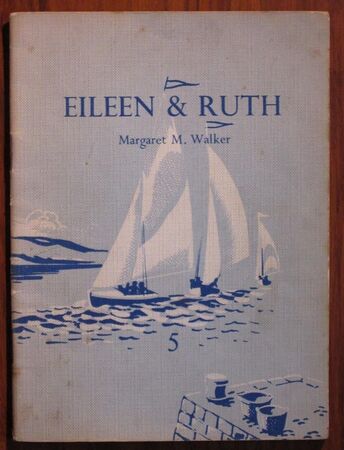 EILEEN & RUTH
Margaret M. Walker
5